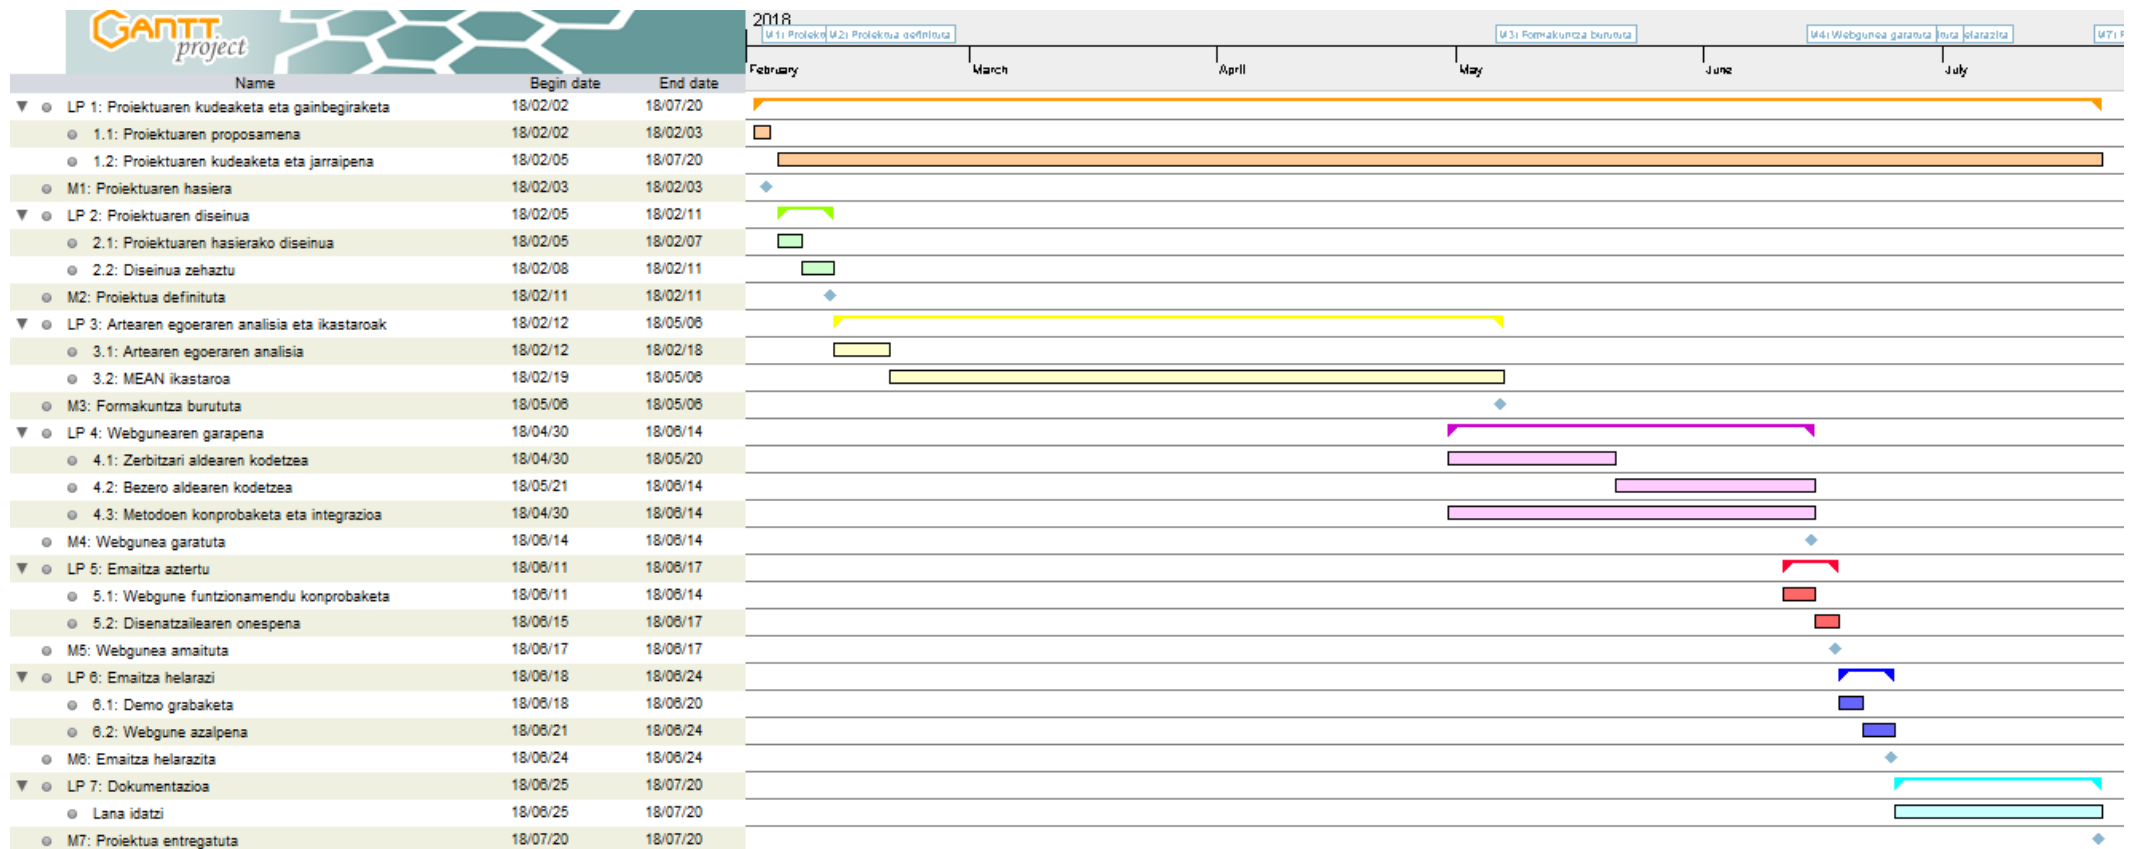 GANTT
project
2018
M1: Proiekt M2: Proiektua definituta M3: Formakuntza burututa M4: Webgunea garatuta tuta elarazita M7: P
February March April May June July
Name Begin date End date
LP 1: Proiektuaren kudeaketa eta gainbegiraketa 18/02/02 18/07/20
1.1: Proiektuaren proposamena 18/02/02 18/02/03
1.2: Proiektuaren kudeaketa eta jarraipena 18/02/05 18/07/20
M1: Proiektuaren hasiera 18/02/03 18/02/03
LP 2: Proiektuaren diseinua 18/02/05 18/02/11
2.1: Proiektuaren hasierako diseinua 18/02/05 18/02/07
2.2: Diseinua zehaztu 18/02/08 18/02/11
M2: Proiektua definituta 18/02/11 18/02/11
LP 3: Artearen egoeraren analisia eta ikastaroak 18/02/12 18/05/06
3.1: Artearen egoeraren analisia 18/02/12 18/02/18
3.2: MEAN ikastaroa 18/02/19 18/05/06
M3: Formakuntza burututa 18/05/06 18/05/06
LP 4: Webgunearen garapena 18/04/30 18/06/14
4.1: Zerbitzari aldearen kodetzea 18/04/30 18/05/20
4.2: Bezero aldearen kodetzea 18/05/21 18/06/14
4.3: Metodoen konprobaketa eta integrazioa 18/04/30 18/06/14
M4: Webgunea garatuta 18/06/14 18/06/14
LP 5: Emaitza aztertu 18/06/11 18/06/17
5.1: Webgune funtzionamendu konprobaketa 18/06/11 18/06/14
5.2: Disenatzailearen onespena 18/06/15 18/06/17
M5: Webgunea amaituta 18/06/17 18/06/17
LP 6: Emaitza helarazi 18/06/18 18/06/24
6.1: Demo grabaketa 18/06/18 18/06/20
6.2: Webgune azalpena 18/06/21 18/06/24
M6: Emaitza helarazita 18/06/24 18/06/24
LP 7: Dokumentazioa 18/06/25 18/07/20
Lana idatzi 18/06/25 18/07/20
M7: Proiektua entregatuta 18/07/20 18/07/20